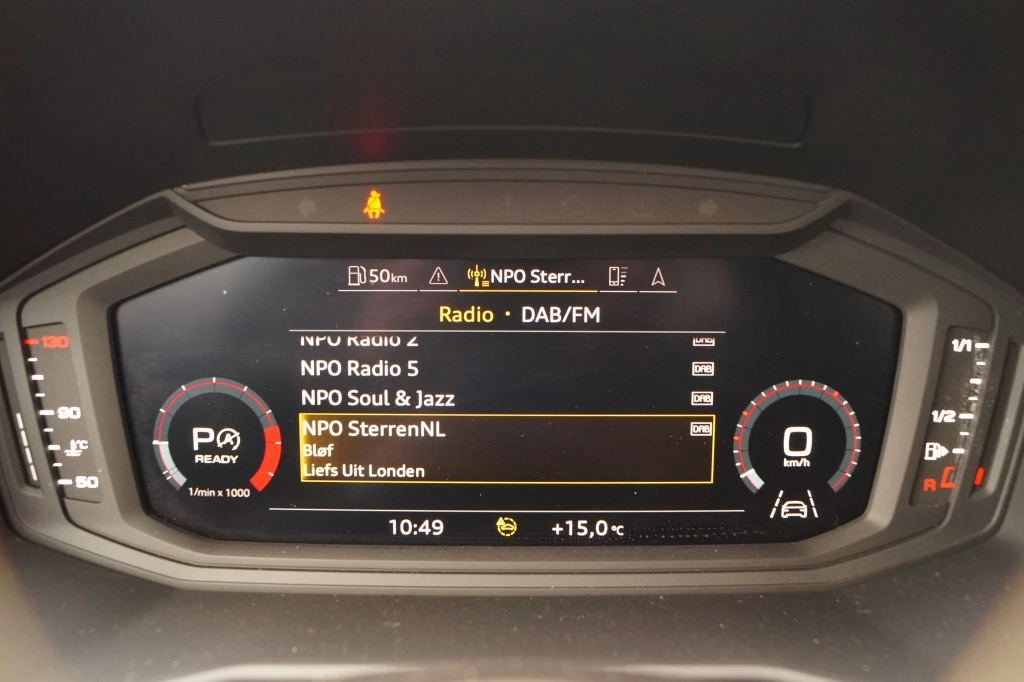 50km NPO Sterr...
Radio • DAB/FM
NPO Radio 2 DAB
NPO Radio 5 DAB
NPO Soul & Jazz DAB
NPO SterrenNL DAB
Bløf
Liefs Uit Londen
10:49 +15,0°C
130
90
°C
50
P A
READY
1/min x 1000
0
km/h
1/1
1/2
R